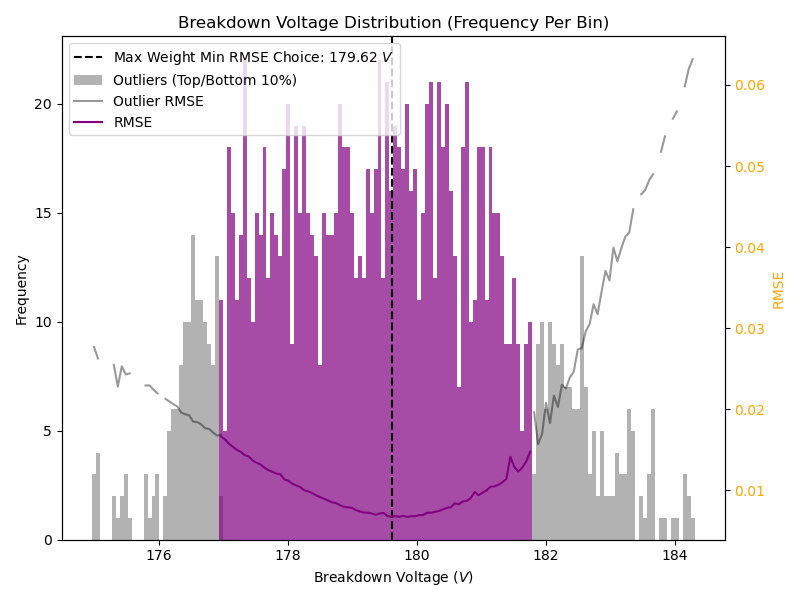 Breakdown Voltage Distribution (Frequency Per Bin)
Max Weight Min RMSE Choice: 179.62 V
Outliers (Top/Bottom 10%)
Outlier RMSE
RMSE
Frequency
20
15
10
5
0
0.06
0.05
0.04
0.03
0.02
0.01
RMSE
176
178
180
182
184
Breakdown Voltage (V)